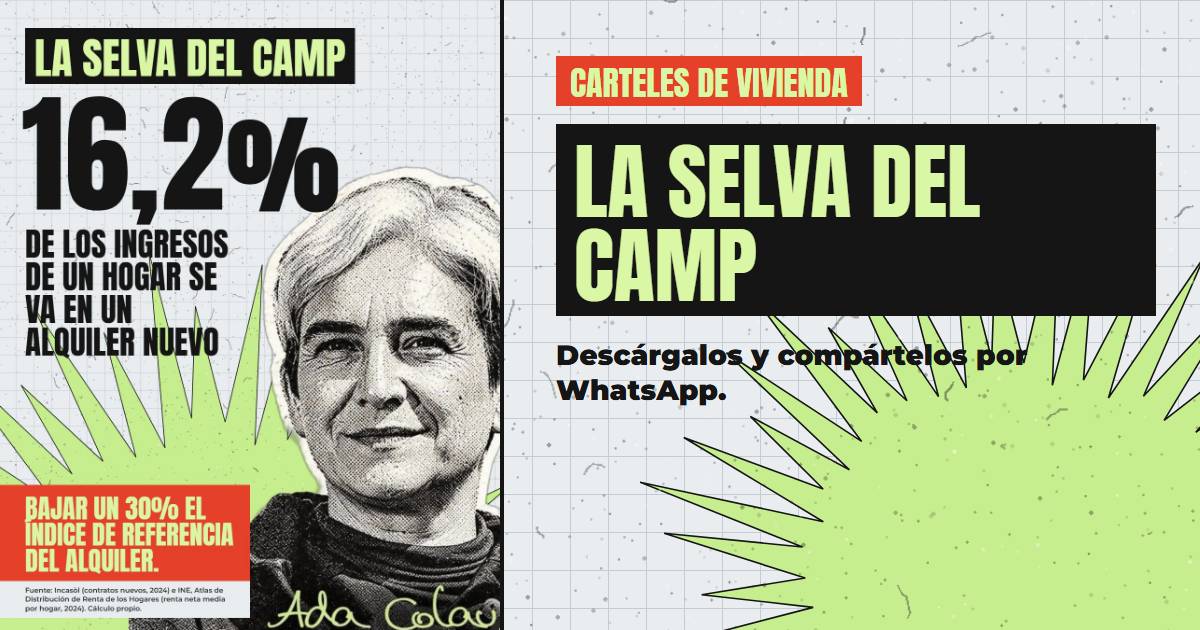 LA SELVA DEL CAMP
16,2%
DE LOS INGRESOS
DE UN HOGAR SE
VA EN UN
ALQUILER NUEVO
BAJAR UN 30% EL
ÍNDICE DE REFERENCIA
DEL ALQUILER.
Fuente: Incasòl (contratos nuevos, 2024) e INE, Atlas de
Distribución de Renta de los Hogares (renta neta media
por hogar, 2024). Cálculo propio.
Ada Colau
CARTELES DE VIVIENDA
LA SELVA DEL
CAMP
Descárgalos y compártelos por
WhatsApp.